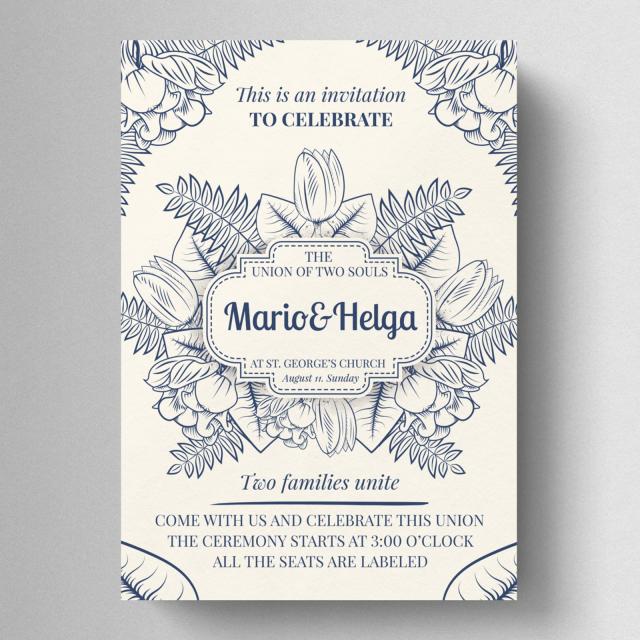 This is an invitation
TO CELEBRATE
THE
UNION OF TWO SOULS
Mario&Helga
AT ST. GEORGE'S CHURCH
August 11. Sunday
Two families unite
COME WITH US AND CELEBRATE THIS UNION
THE CEREMONY STARTS AT 3:00 O'CLOCK
ALL THE SEATS ARE LABELED